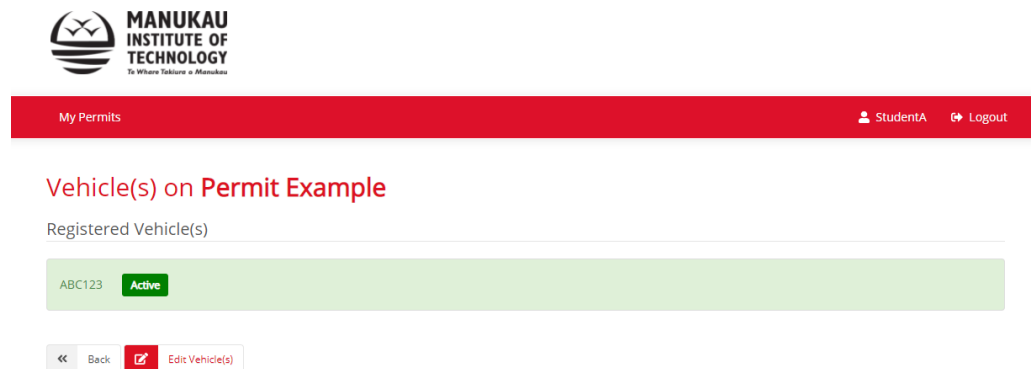 MANUKAU
INSTITUTE OF
TECHNOLOGY
Te Whare Takiura o Manukau
My Permits StudentA Logout
Vehicle(s) on Permit Example
Registered Vehicle(s)
ABC123 Active
Back Edit Vehicle(s)